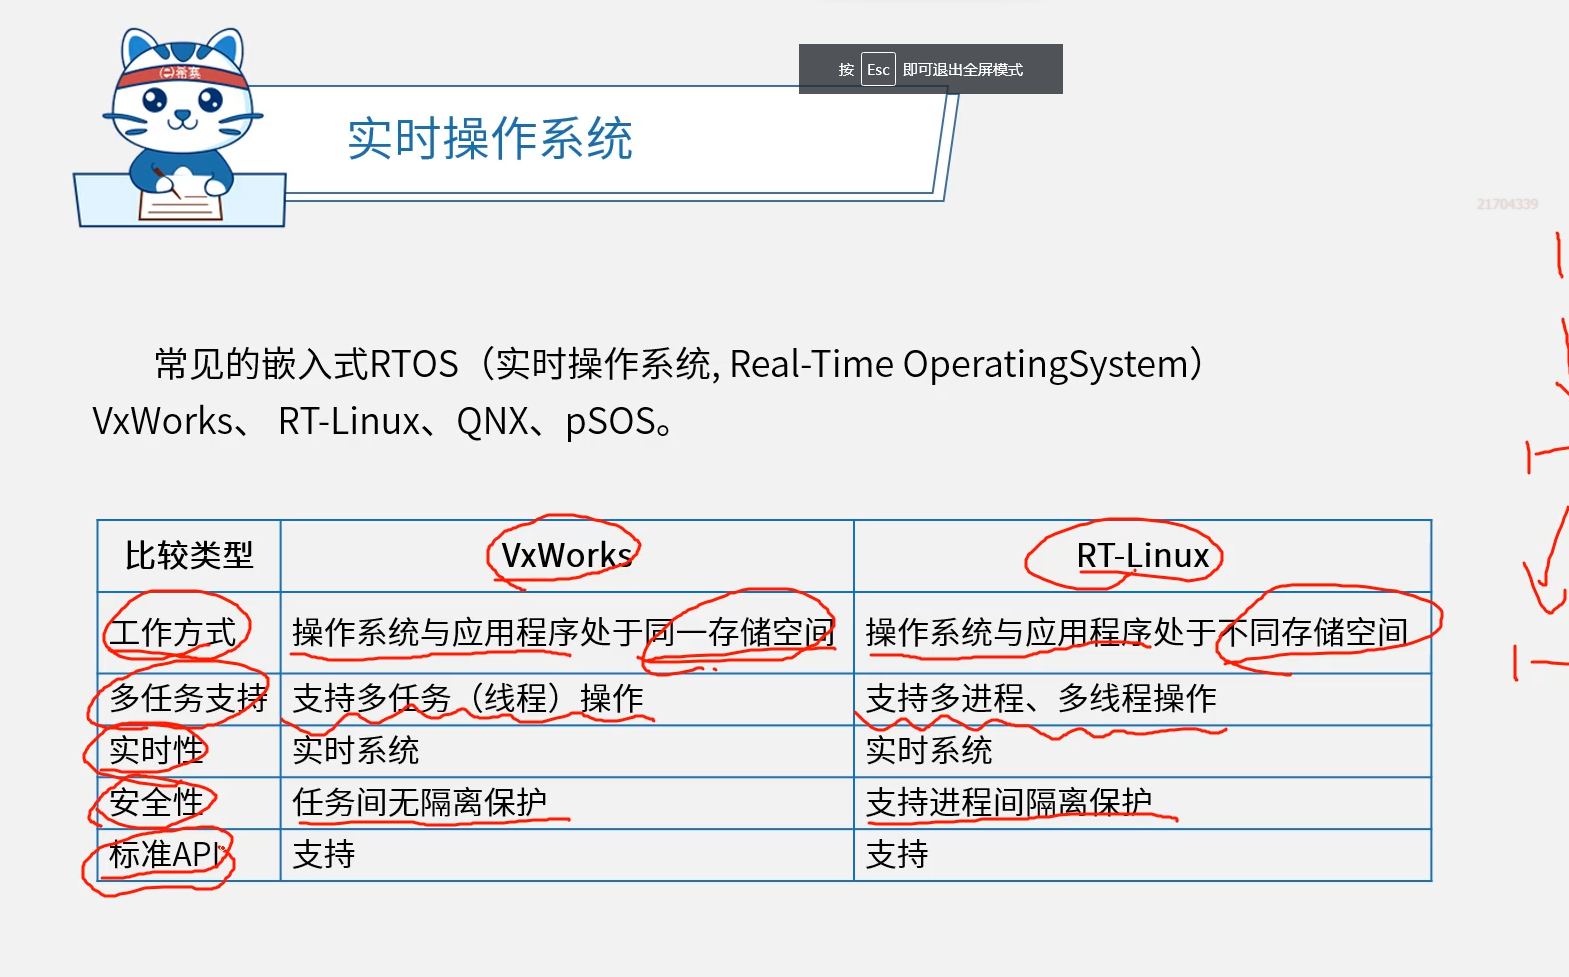 希赛
按 Esc 即可退出全屏模式
实时操作系统
21704339
常见的嵌入式RTOS（实时操作系统, Real-Time OperatingSystem）
VxWorks、 RT-Linux、QNX、pSOS。
比较类型 VxWorks RT-Linux
工作方式 操作系统与应用程序处于同一存储空间 操作系统与应用程序处于不同存储空间
多任务支持 支持多任务（线程）操作 支持多进程、多线程操作
实时性 实时系统 实时系统
安全性 任务间无隔离保护 支持进程间隔离保护
标准API 支持 支持